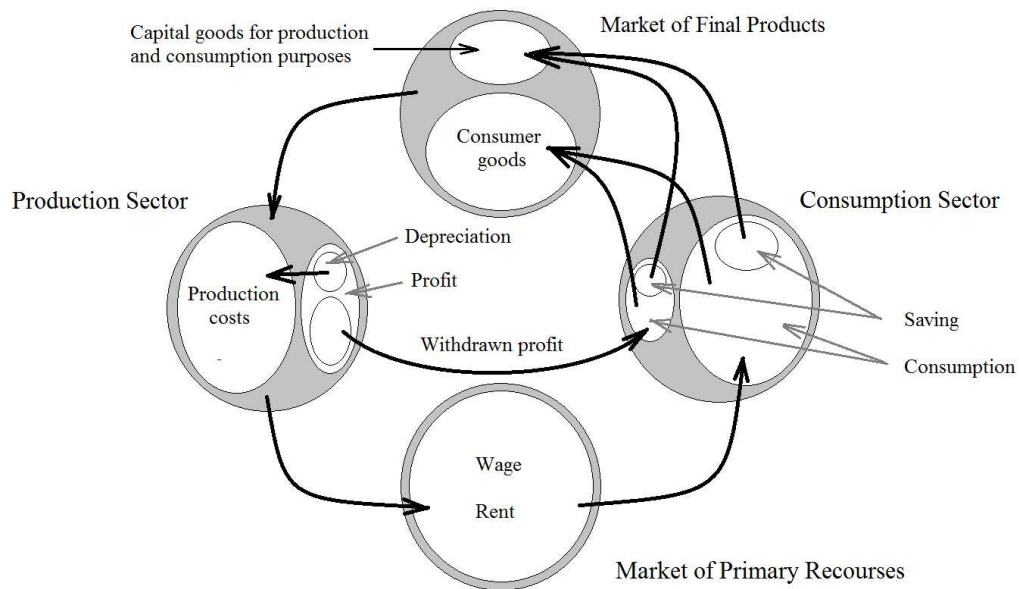 Market of Final Products
Capital goods for production
and consumption purposes
Consumer
goods
Production Sector
Consumption Sector
Depreciation
Profit
Production
costs
Withdrawn profit
Saving
Consumption
Wage
Rent
Market of Primary Recourses